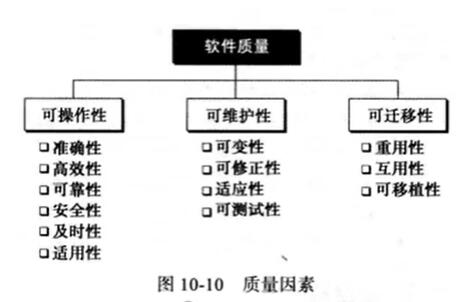 软件质量
可操作性
□准确性
□高效性
□可靠性
□安全性
□及时性
□适用性
可维护性
□可变性
□可修正性
□适应性
□可测试性
可迁移性
□重用性
□互用性
□可移植性
图 10-10 质量因素